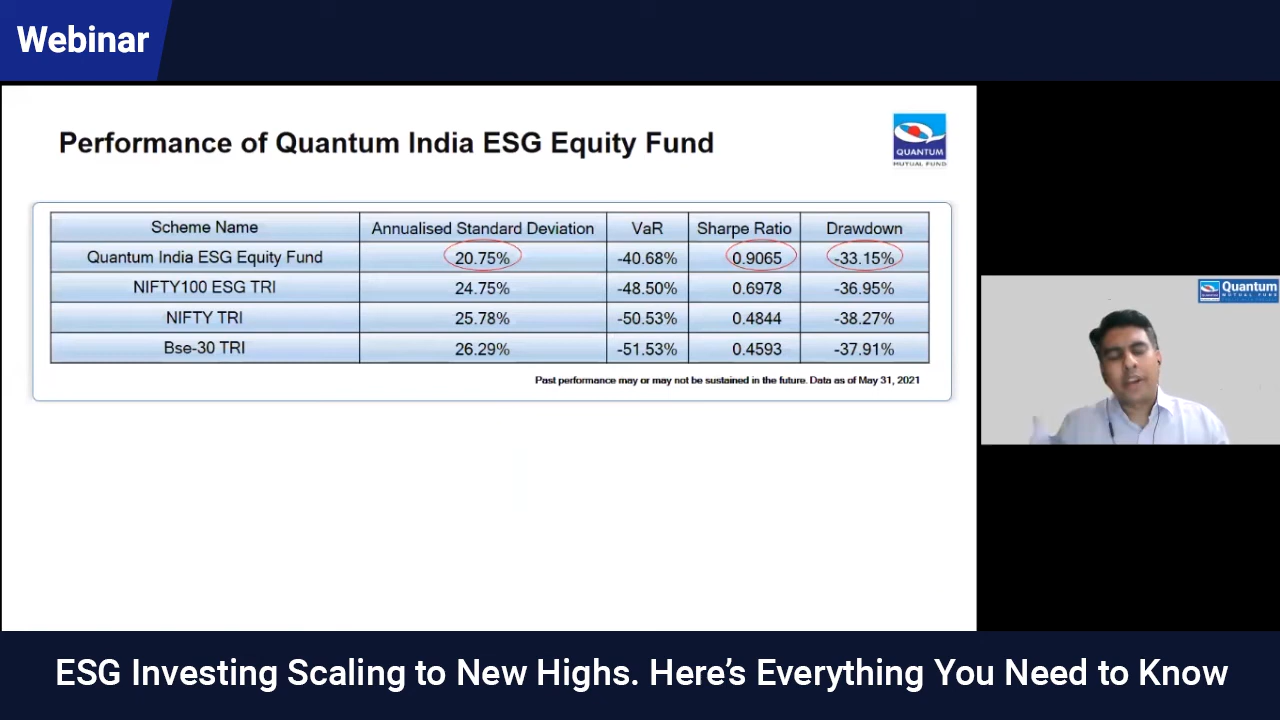 Webinar
Performance of Quantum India ESG Equity Fund
QUANTUM
MUTUAL FUND
Scheme Name Annualised Standard Deviation VaR Sharpe Ratio Drawdown
Quantum India ESG Equity Fund 20.75% -40.68% 0.9065 -33.15%
NIFTY100 ESG TRI 24.75% -48.50% 0.6978 -36.95%
NIFTY TRI 25.78% -50.53% 0.4844 -38.27%
Bse-30 TRI 26.29% -51.53% 0.4593 -37.91%
Past performance may or may not be sustained in the future. Data as of May 31, 2021
Quantum
MUTUAL FUND
ESG Investing Scaling to New Highs. Here’s Everything You Need to Know